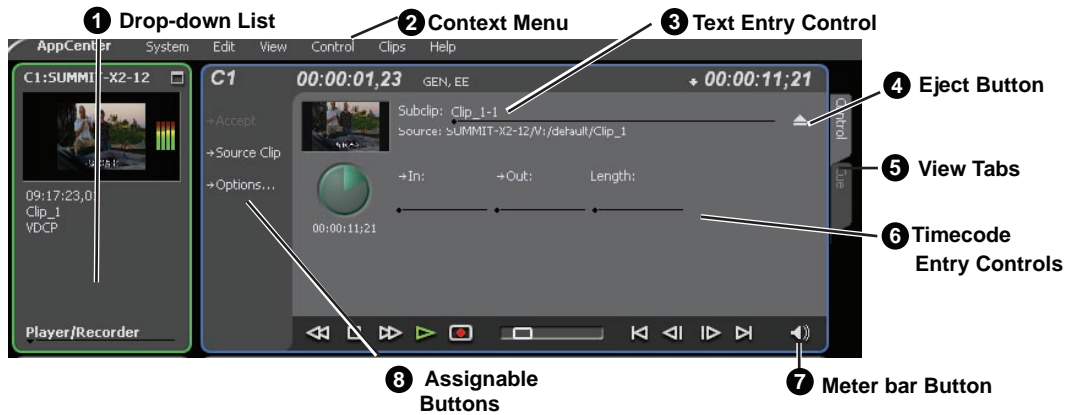 1 Drop-down List
2 Context Menu
3 Text Entry Control
AppCenter System Edit View Control Clips Help
C1:SUMMIT-X2-12
C1 00:00:01,23 GEN, EE 00:00:11;21
4 Eject Button
→Accept
Subclip: Clip_1-1
Source: SUMMIT-X2-12/V:/default/Clip_1
Control
→Source Clip
5 View Tabs
Cue
→Options...
→In: →Out: Length:
09:17:23,0
Clip_1
VDCP
00:00:11;21
6 Timecode
Entry Controls
Player/Recorder
8 Assignable
Buttons
7 Meter bar Button